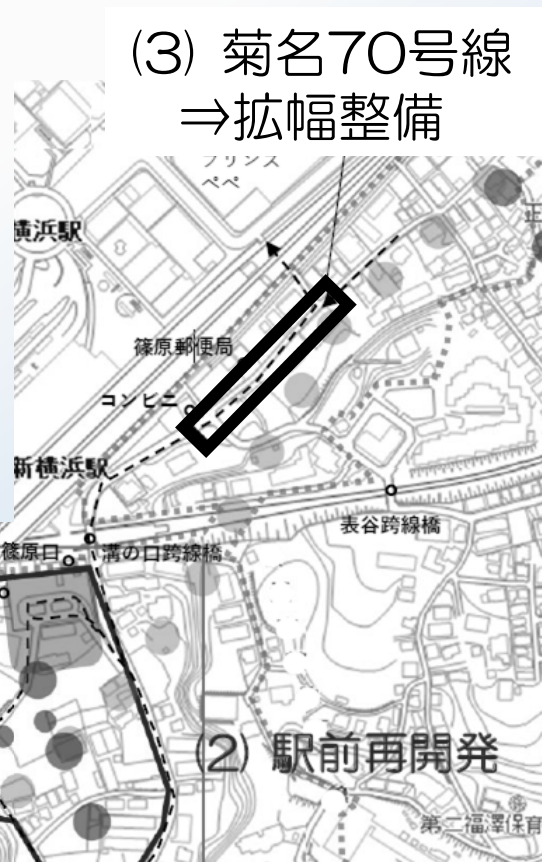 (3) 菊名70号線
⇒拡幅整備
プリンス
ペペ
正
横浜駅
篠原郵便局
コンビニ
新横浜駅
表谷跨線橋
篠原口
溝の口跨線橋
(2) 駅前再開発
第二福澤保育